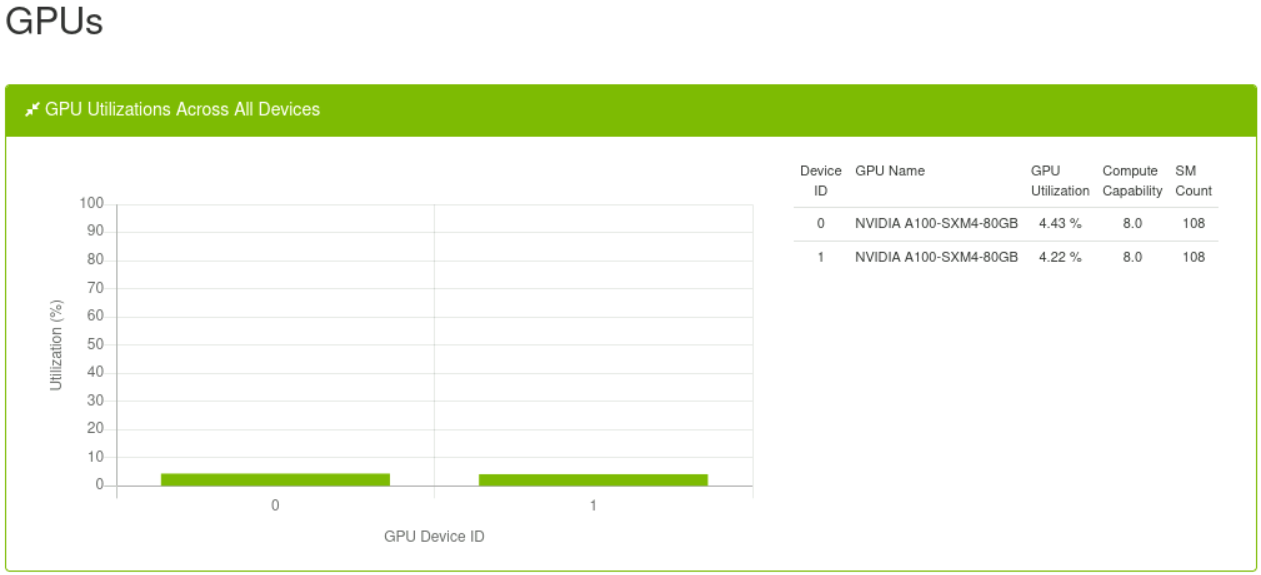 GPUs
GPU Utilizations Across All Devices
100
90
80
70
60
50
40
30
20
10
0
Utilization (%)
0 1
GPU Device ID
Device ID GPU Name GPU Utilization Compute Capability SM Count
0 NVIDIA A100-SXM4-80GB 4.43 % 8.0 108
1 NVIDIA A100-SXM4-80GB 4.22 % 8.0 108